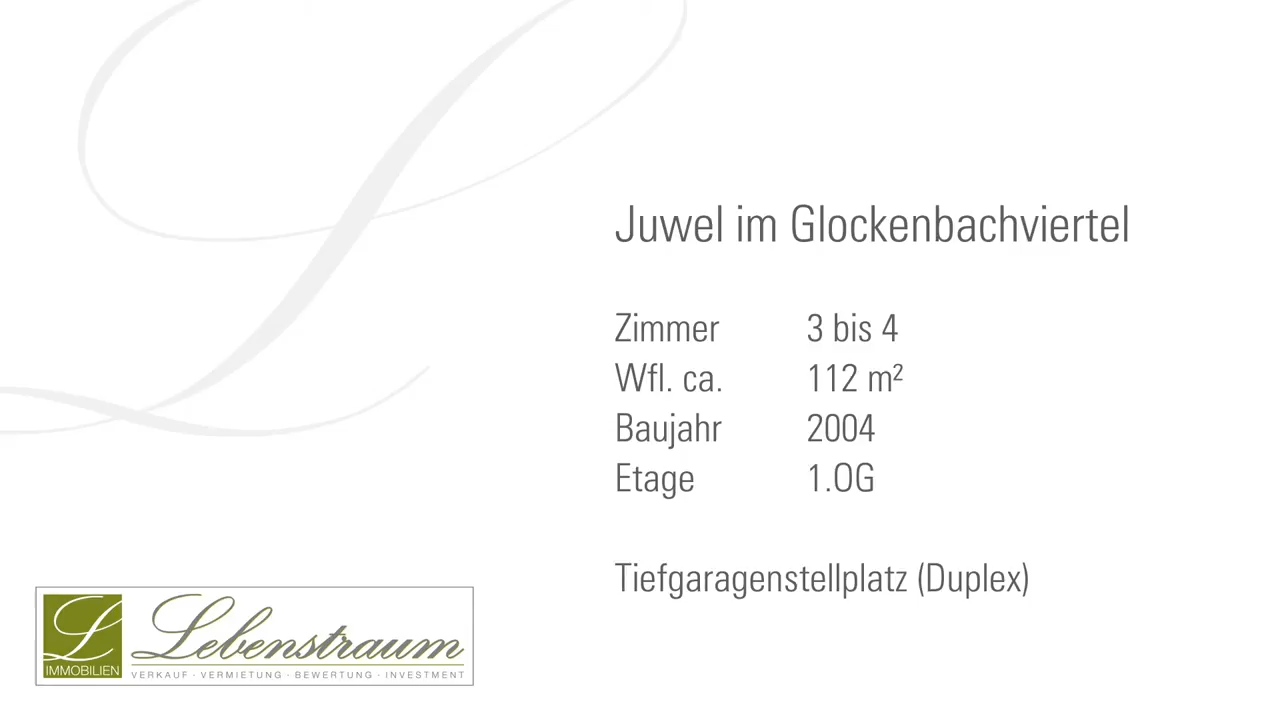 Juwel im Glockenbachviertel
Zimmer 3 bis 4
Wfl. ca. 112 m²
Baujahr 2004
Etage 1.OG
Tiefgaragenstellplatz (Duplex)
L Lebenstraum
IMMOBILIEN VERKAUF · VERMIETUNG · BEWERTUNG · INVESTMENT